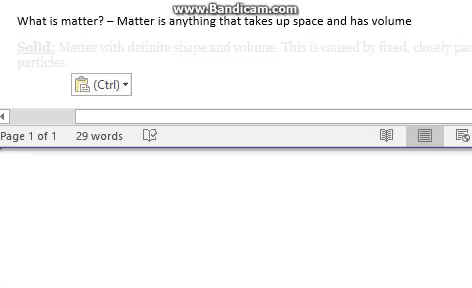 www.Bandicam.com
What is matter? – Matter is anything that takes up space and has volume
Solid: Matter with definite shape and volume. This is caused by fixed, closely pac
particles.
(Ctrl)
Page 1 of 1 29 words